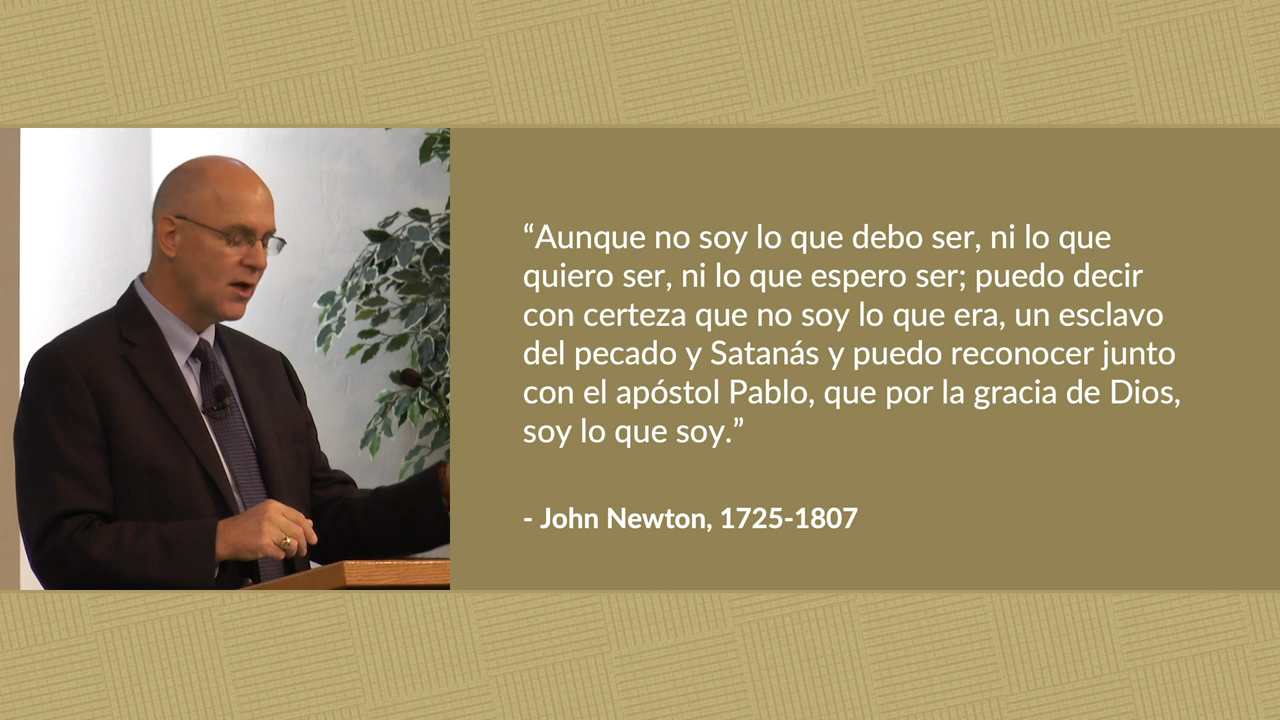 “Aunque no soy lo que debo ser, ni lo que
quiero ser, ni lo que espero ser; puedo decir
con certeza que no soy lo que era, un esclavo
del pecado y Satanás y puedo reconocer junto
con el apóstol Pablo, que por la gracia de Dios,
soy lo que soy.”
- John Newton, 1725-1807